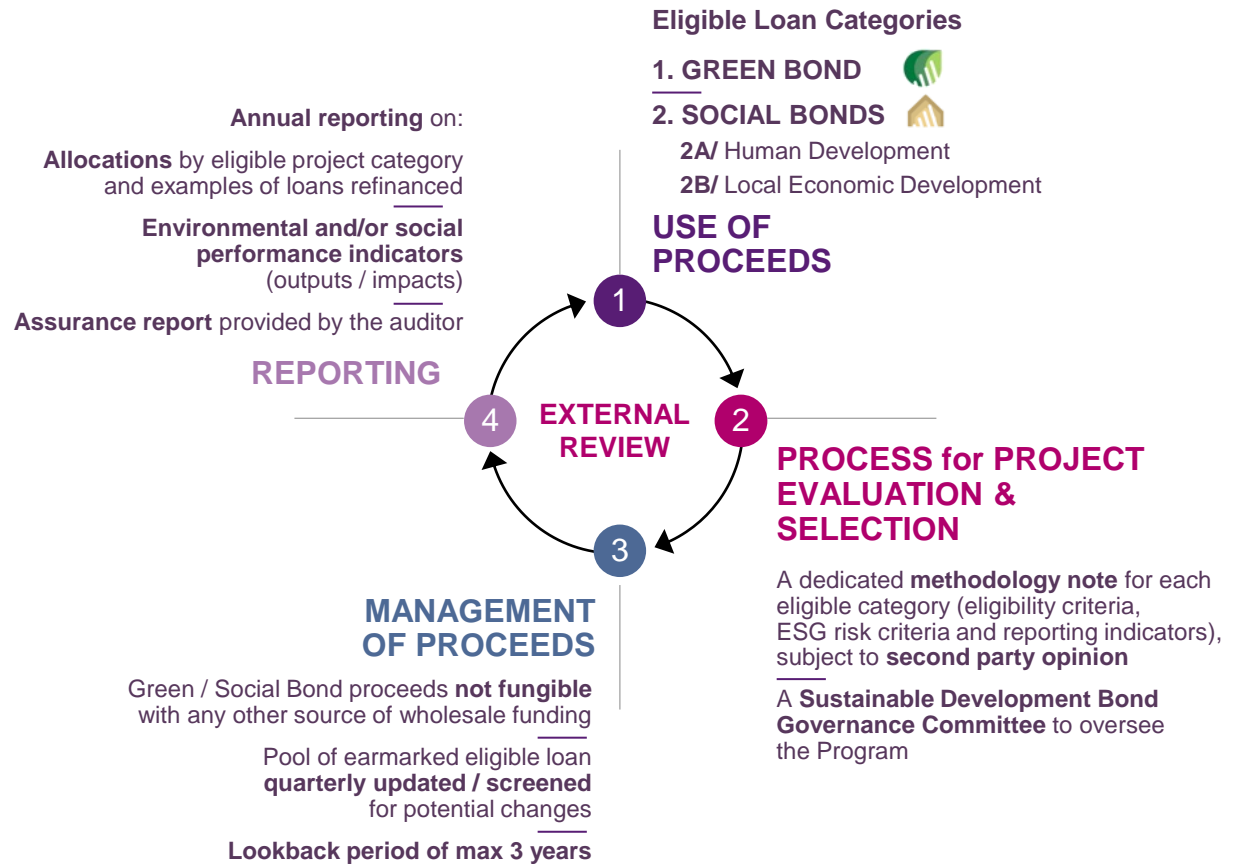 Eligible Loan Categories
1. GREEN BOND
2. SOCIAL BONDS
2A/ Human Development
2B/ Local Economic Development
USE OF
PROCEEDS
1
2
PROCESS for PROJECT
EVALUATION &
SELECTION
A dedicated methodology note for each
eligible category (eligibility criteria,
ESG risk criteria and reporting indicators),
subject to second party opinion
A Sustainable Development Bond
Governance Committee to oversee
the Program
3
MANAGEMENT
OF PROCEEDS
Green / Social Bond proceeds not fungible
with any other source of wholesale funding
Pool of earmarked eligible loan
quarterly updated / screened
for potential changes
Lookback period of max 3 years
4
REPORTING
Annual reporting on:
Allocations by eligible project category
and examples of loans refinanced
Environmental and/or social
performance indicators
(outputs / impacts)
Assurance report provided by the auditor
EXTERNAL
REVIEW